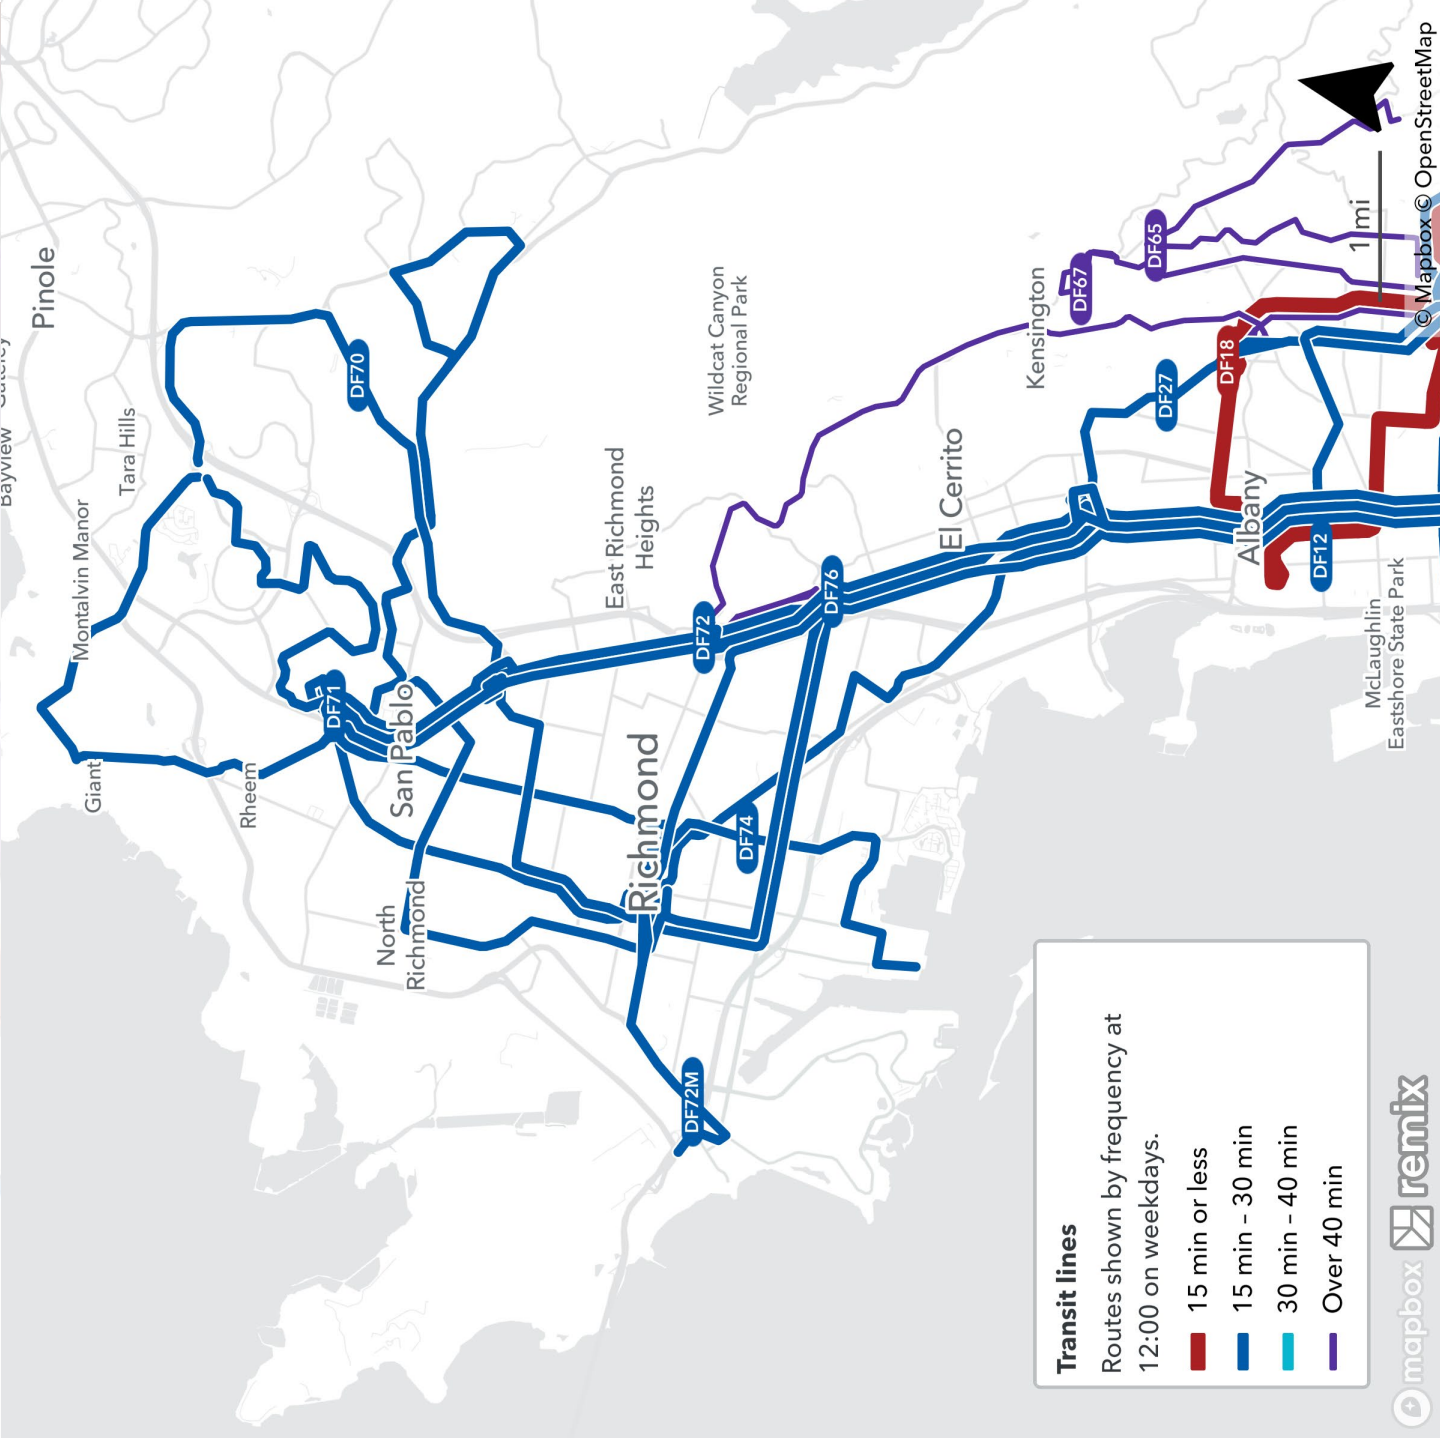 Pinole
Tara Hills
Montalvin Manor
Bayview
DF70
Giant
Rheem
DF71
San Pablo
North
Richmond
Wildcat Canyon
Regional Park
East Richmond
Heights
DF72
DF76
Richmond
DF74
DF72M
El Cerrito
Kensington
DF67
DF65
DF27
DF18
Albany
DF12
McLaughlin
Eastshore State Park
1 mi
Transit lines
Routes shown by frequency at
12:00 on weekdays.
15 min or less
15 min - 30 min
30 min - 40 min
Over 40 min
mapbox
remix
© Mapbox © OpenStreetMap